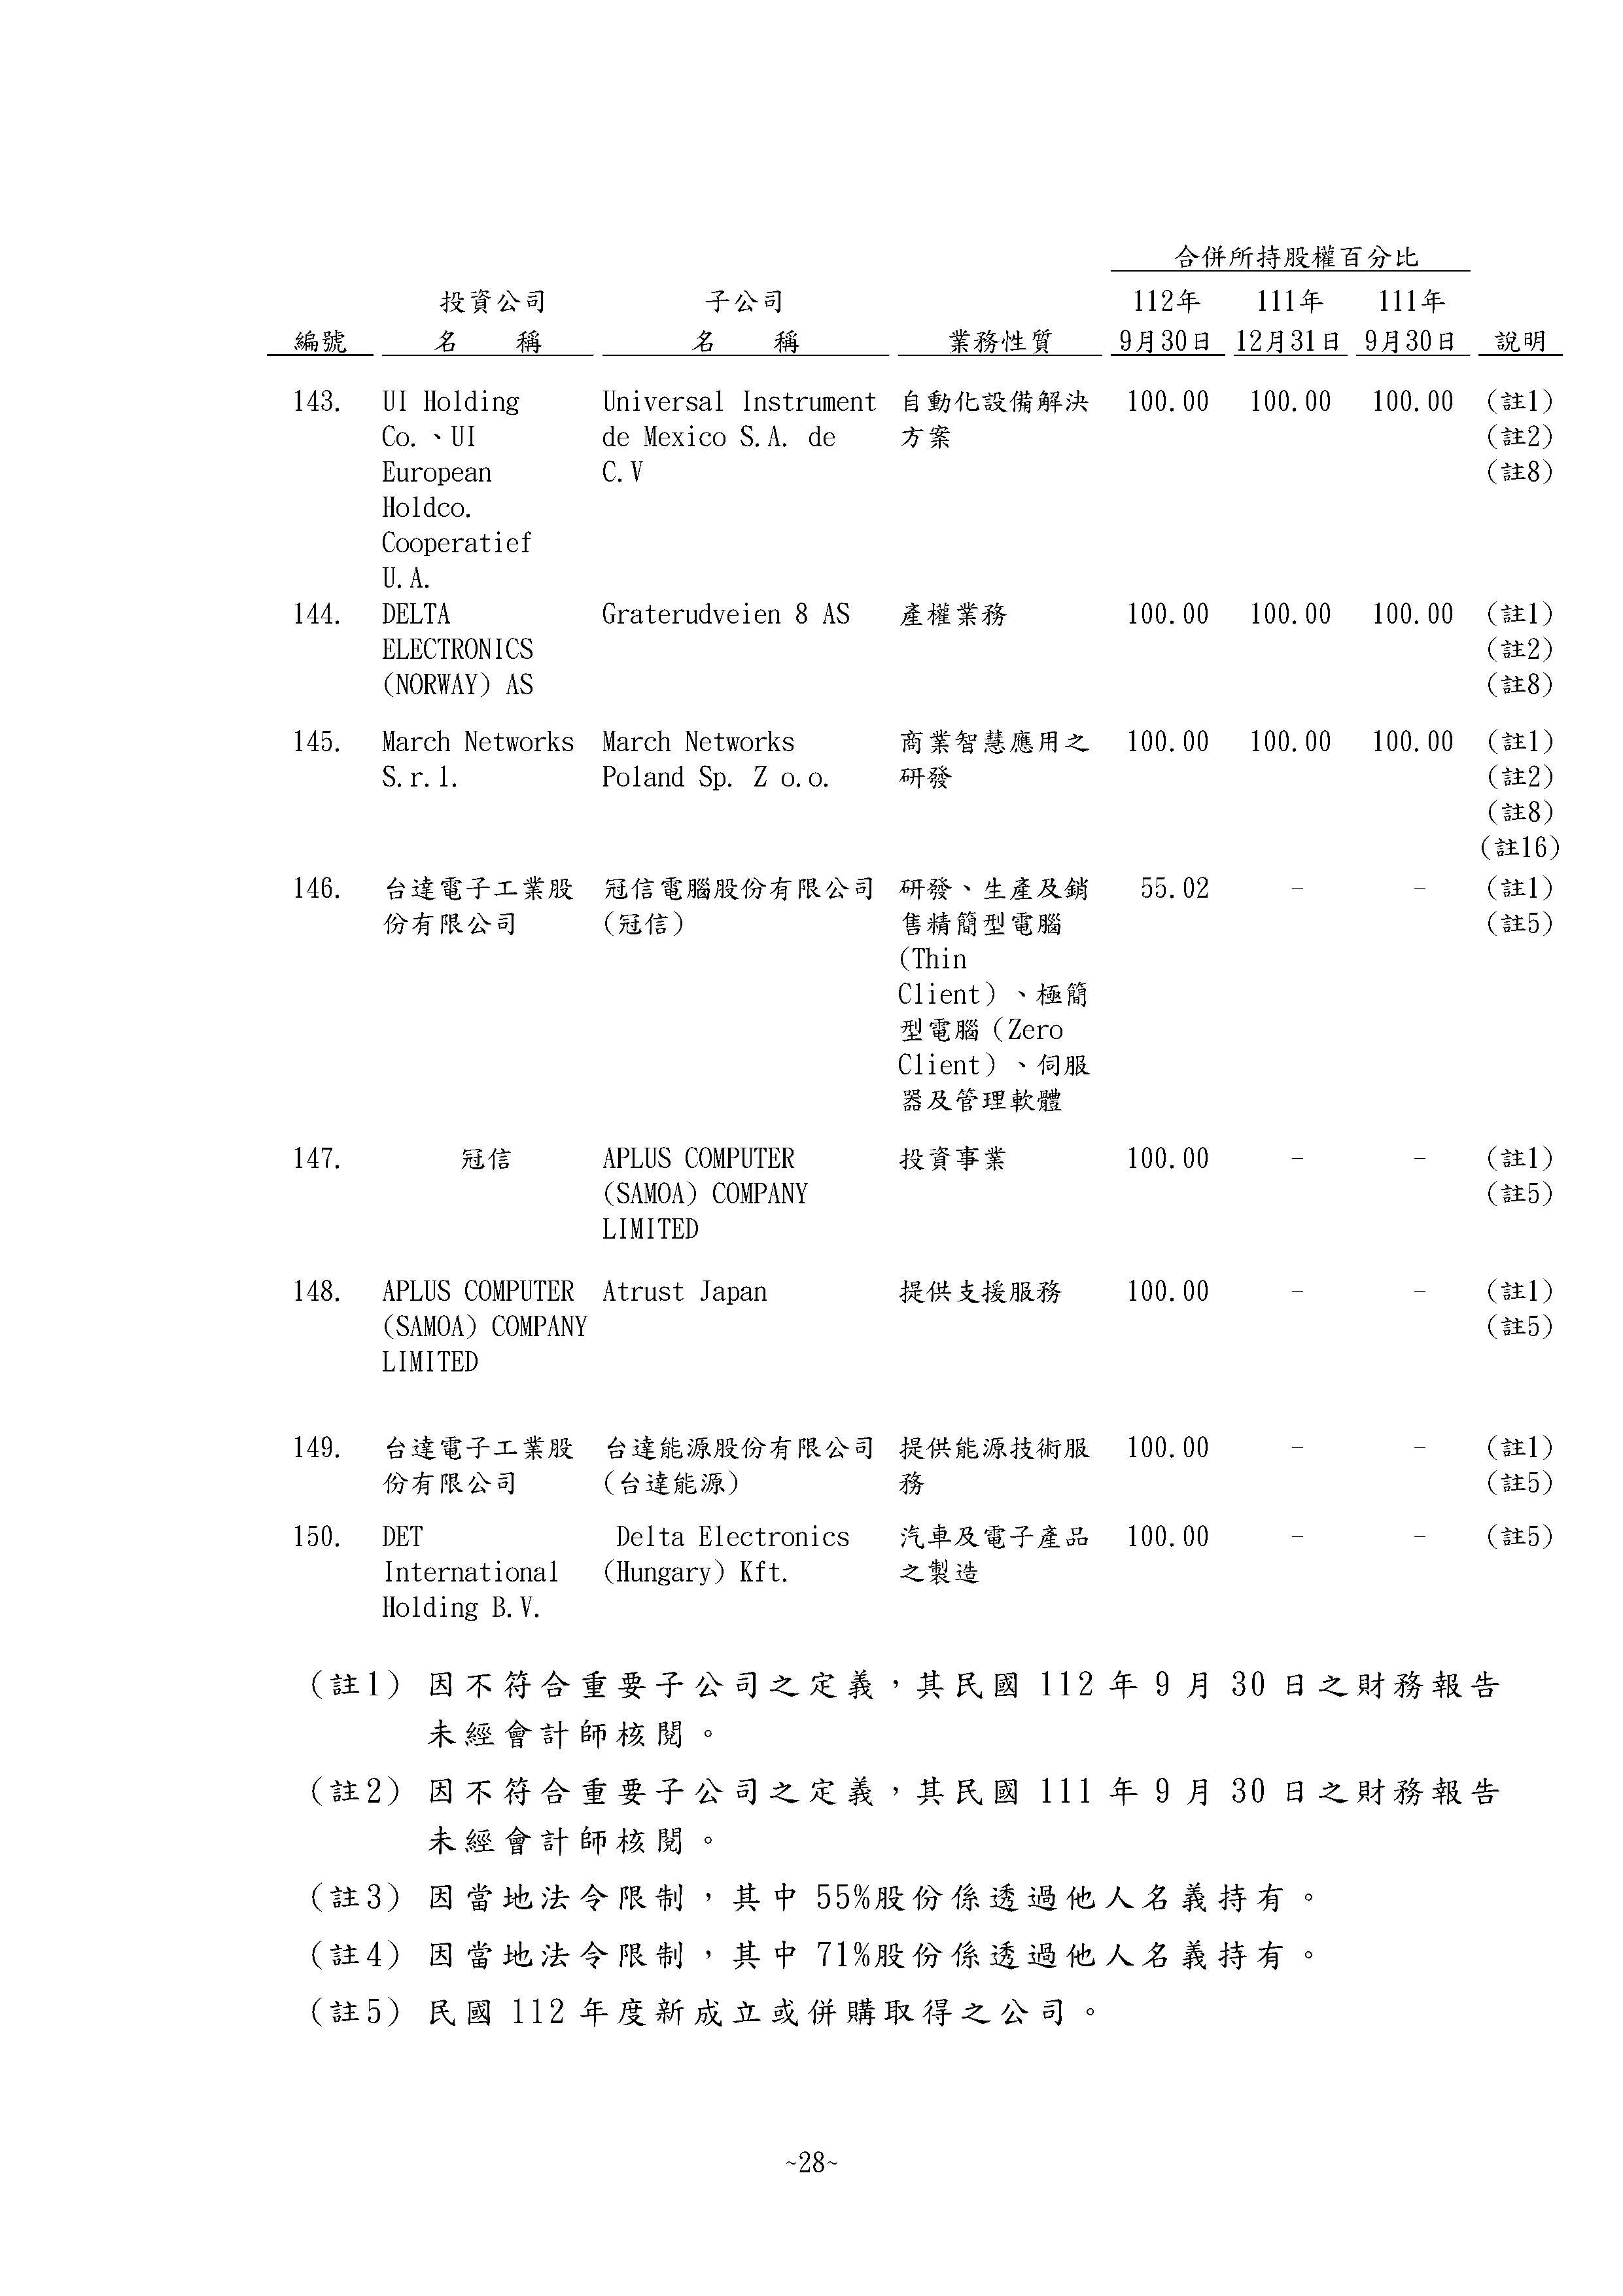 合併所持股權百分比
投資公司 子公司 112年 111年 111年
編號 名　　稱 名　　稱 業務性質 9月30日 12月31日 9月30日 說明
143. UI Holding Universal Instrument 自動化設備解決 100.00 100.00 100.00 (註1)
Co.、UI de Mexico S.A. de 方案 (註2)
European C.V (註8)
Holdco.
Cooperatief
U.A.
144. DELTA Graterudveien 8 AS 產權業務 100.00 100.00 100.00 (註1)
ELECTRONICS (註2)
(NORWAY) AS (註8)
145. March Networks March Networks 商業智慧應用之 100.00 100.00 100.00 (註1)
S.r.l. Poland Sp. Z o.o. 研發 (註2)
(註8)
(註16)
146. 台達電子工業股 冠信電腦股份有限公司 研發、生產及銷 55.02 - - (註1)
份有限公司 (冠信) 售精簡型電腦 (註5)
(Thin
Client)、極簡
型電腦(Zero
Client)、伺服
器及管理軟體
147. 冠信 APLUS COMPUTER 投資事業 100.00 - - (註1)
(SAMOA) COMPANY (註5)
LIMITED
148. APLUS COMPUTER Atrust Japan 提供支援服務 100.00 - - (註1)
(SAMOA) COMPANY (註5)
LIMITED
149. 台達電子工業股 台達能源股份有限公司 提供能源技術服 100.00 - - (註1)
份有限公司 (台達能源) 務 (註5)
150. DET Delta Electronics 汽車及電子產品 100.00 - - (註5)
International (Hungary) Kft. 之製造
Holding B.V.
(註1) 因不符合重要子公司之定義，其民國 112 年 9 月 30 日之財務報告
未經會計師核閱。
(註2) 因不符合重要子公司之定義，其民國 111 年 9 月 30 日之財務報告
未經會計師核閱。
(註3) 因當地法令限制，其中 55%股份係透過他人名義持有。
(註4) 因當地法令限制，其中 71%股份係透過他人名義持有。
(註5) 民國 112 年度新成立或併購取得之公司。
~28~